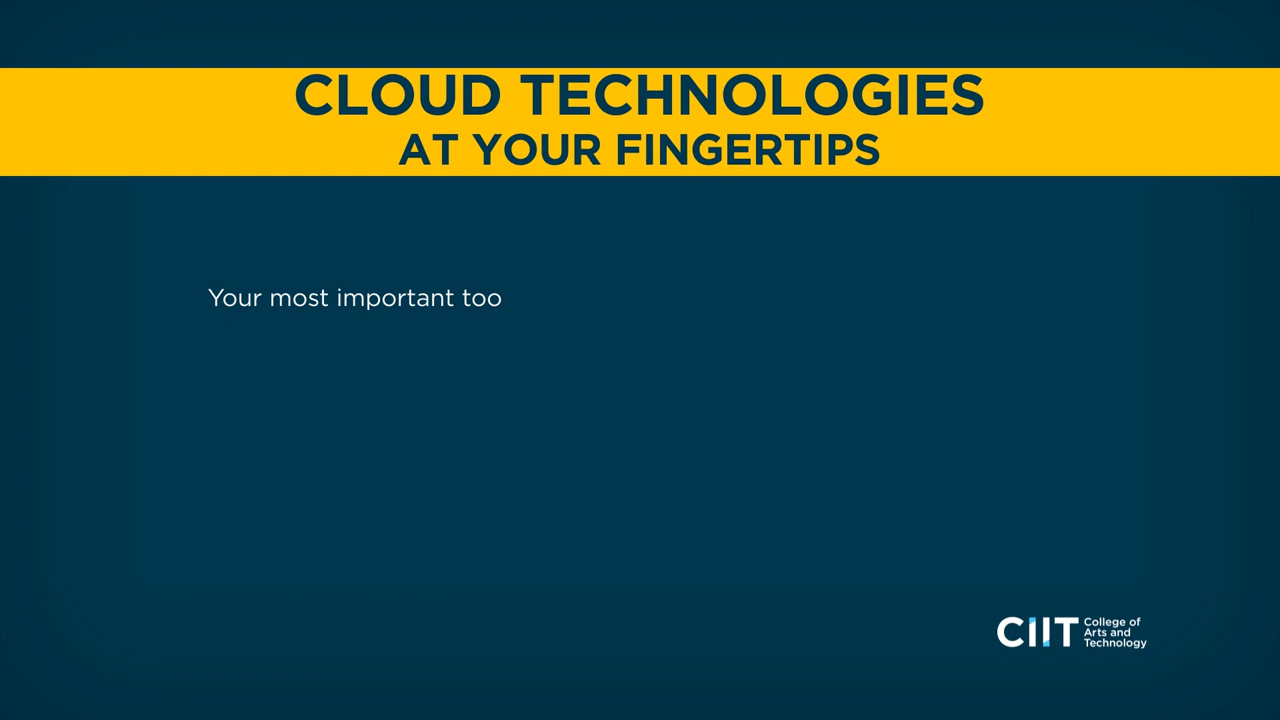 CLOUD TECHNOLOGIES
AT YOUR FINGERTIPS
Your most important too
CIIT
College of
Arts and
Technology